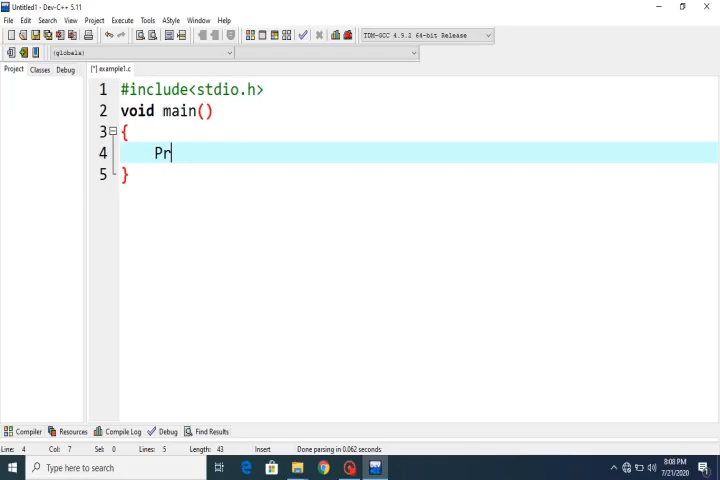 Untitled1 - Dev-C++ 5.11
File Edit Search View Project Execute Tools AStyle Window Help
TDM-GCC 4.9.2 64-bit Release
(globals)
Project Classes Debug [*] example1.c
1 #include<stdio.h>
2 void main()
3 {
4 Pr
5 }
Compiler Resources Compile Log Debug Find Results
Line: 4 Col: 7 Sel: 0 Lines: 5 Length: 43 Insert Done parsing in 0.062 seconds
Type here to search
8:08 PM
7/21/2020